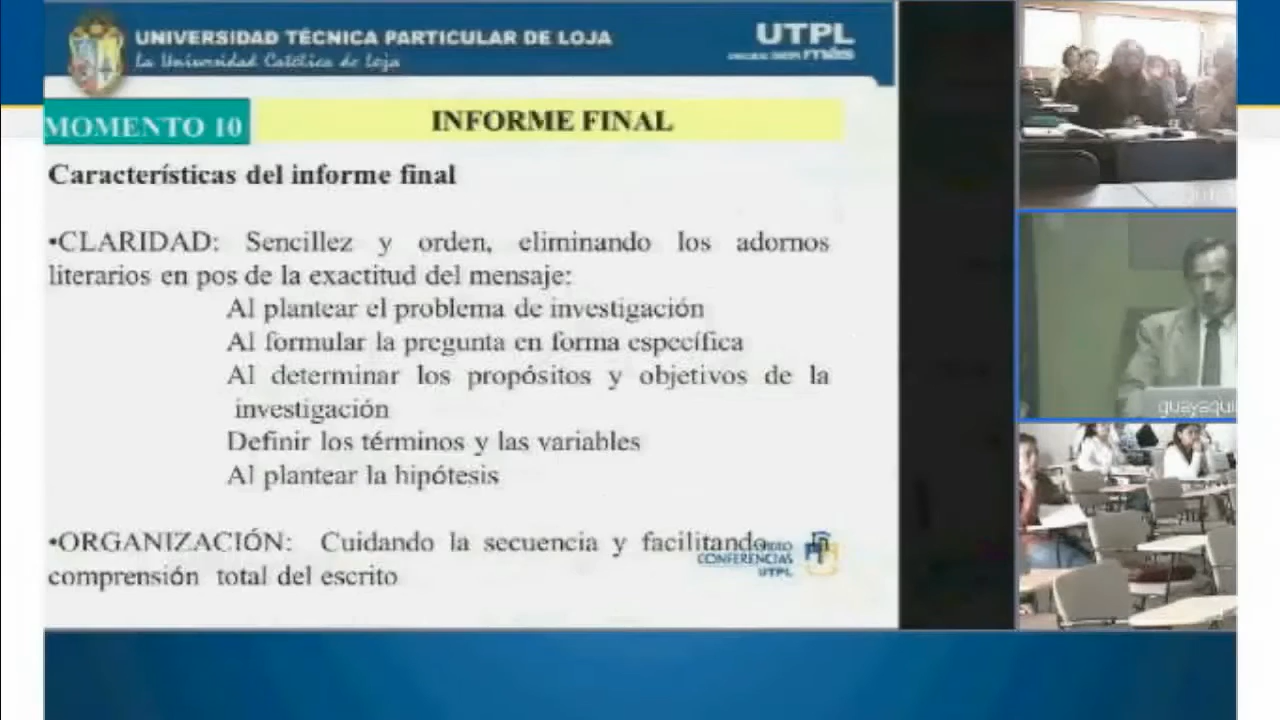 UNIVERSIDAD TÉCNICA PARTICULAR DE LOJA
La Universidad Católica de Loja
UTPL
MOMENTO 10
INFORME FINAL
Características del informe final
•CLARIDAD: Sencillez y orden, eliminando los adornos
literarios en pos de la exactitud del mensaje:
Al plantear el problema de investigación
Al formular la pregunta en forma específica
Al determinar los propósitos y objetivos de la
investigación
Definir los términos y las variables
Al plantear la hipótesis
•ORGANIZACIÓN: Cuidando la secuencia y facilitando
comprensión total del escrito
CONFERENCIAS
UTPL
guayaqui